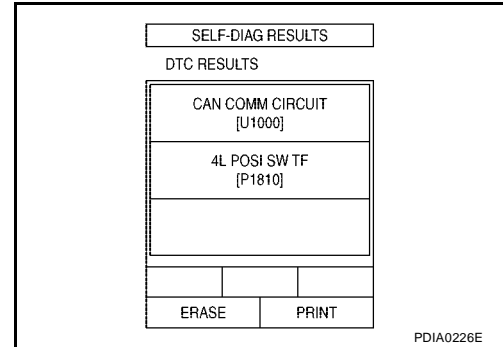 SELF-DIAG RESULTS
DTC RESULTS
CAN COMM CIRCUIT
[U1000]
4L POSI SW TF
[P1810]
ERASE PRINT
PDIA0226E